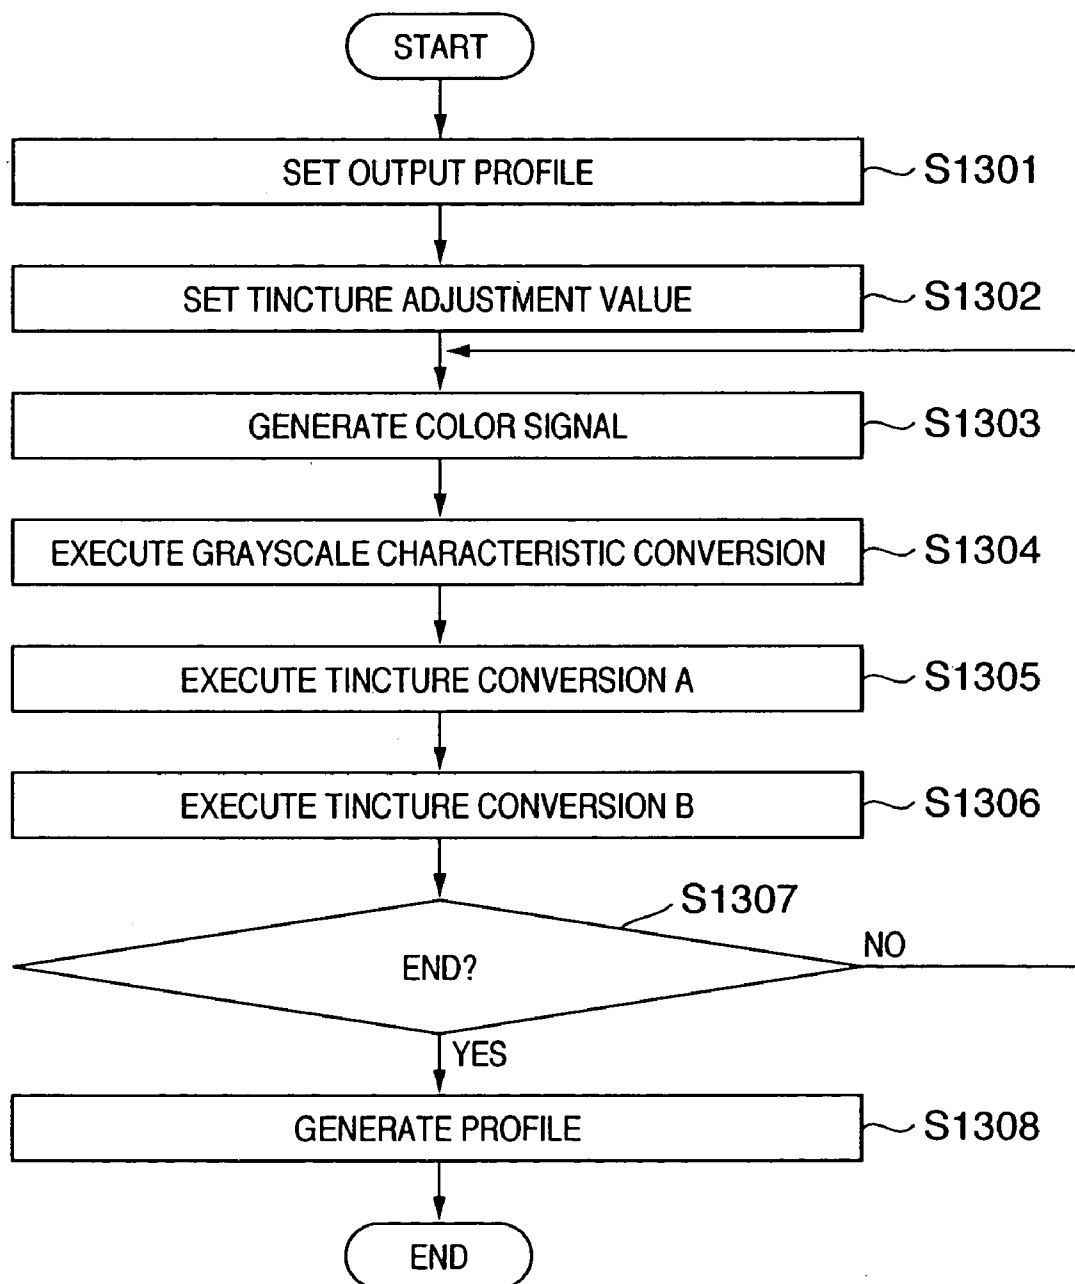 START
SET OUTPUT PROFILE
S1301
SET TINCTURE ADJUSTMENT VALUE
S1302
GENERATE COLOR SIGNAL
S1303
EXECUTE GRAYSCALE CHARACTERISTIC CONVERSION
S1304
EXECUTE TINCTURE CONVERSION A
S1305
EXECUTE TINCTURE CONVERSION B
S1306
S1307
END?
NO
YES
GENERATE PROFILE
S1308
END